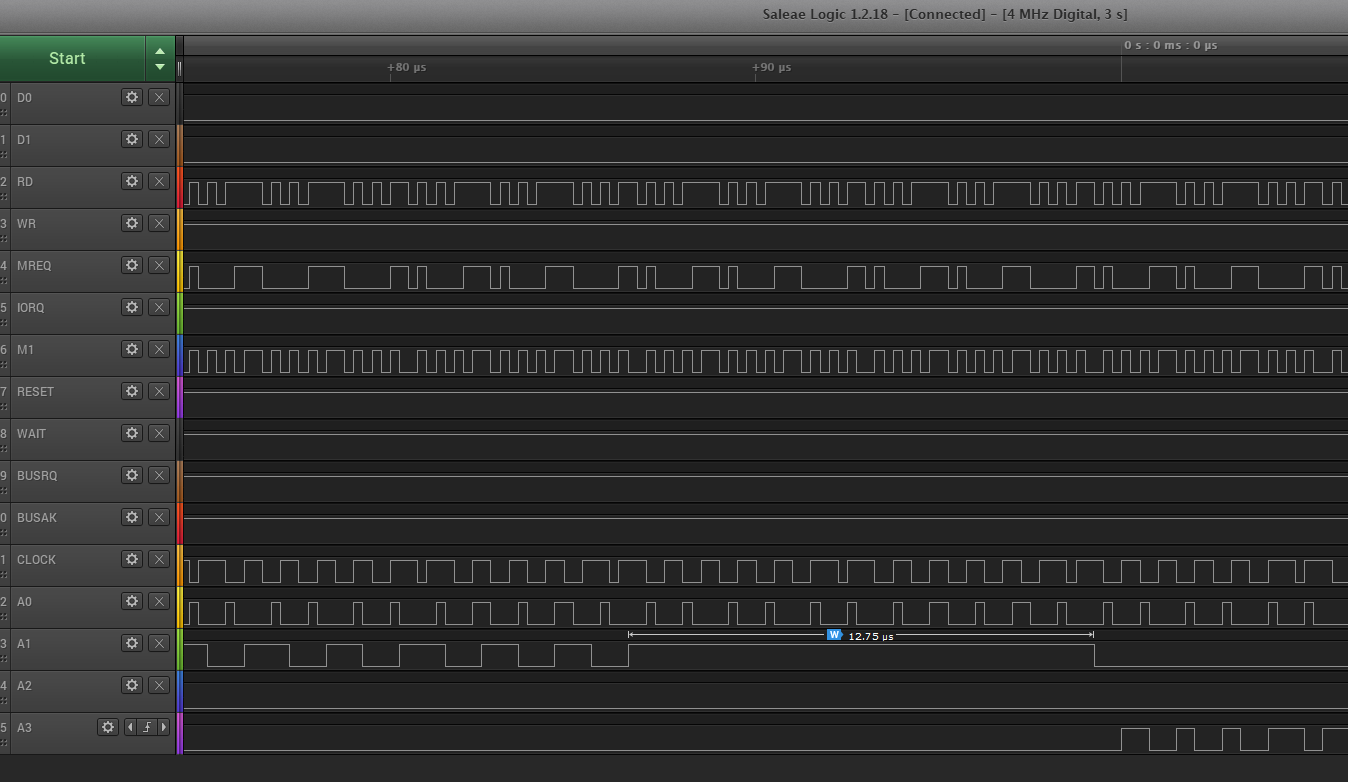 Saleae Logic 1.2.18 - [Connected] - [4 MHz Digital, 3 s]
Start
0 s : 0 ms : 0 µs
+80 µs
+90 µs
0 D0
1 D1
2 RD
3 WR
4 MREQ
5 IORQ
6 M1
7 RESET
8 WAIT
9 BUSRQ
0 BUSAK
1 CLOCK
2 A0
W 12.75 µs
3 A1
4 A2
5 A3